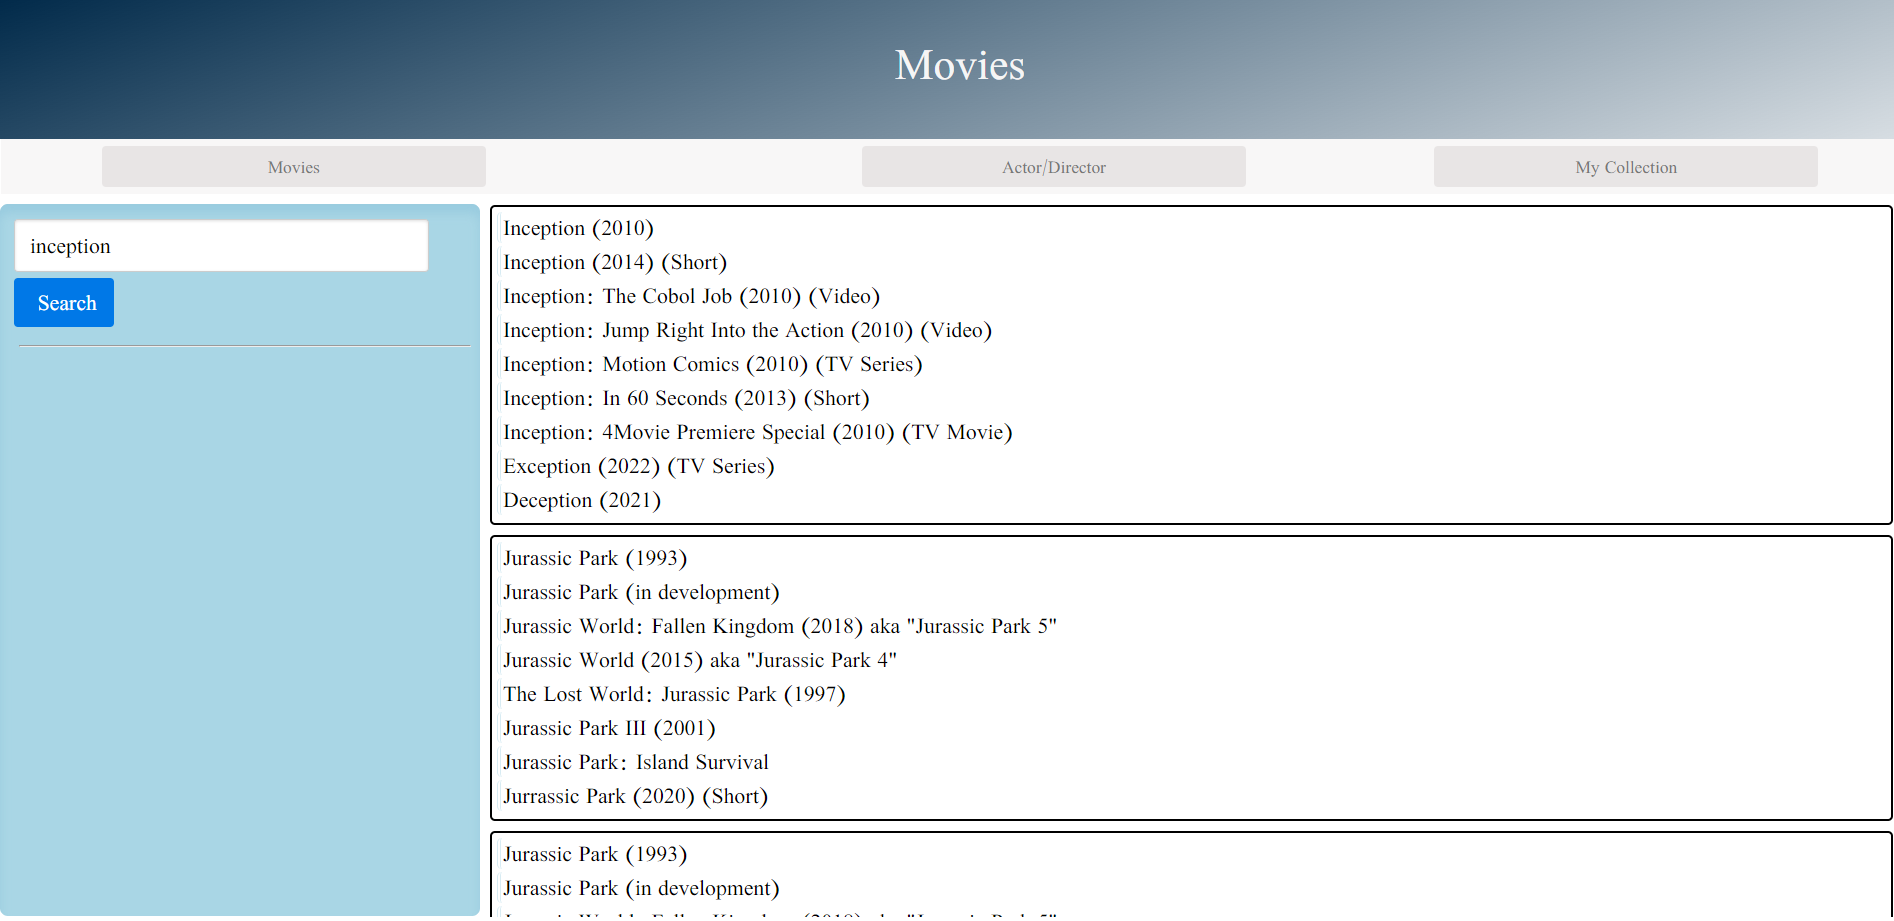 Movies
Movies
Actor/Director
My Collection
inception
Search
Inception (2010)
Inception (2014) (Short)
Inception: The Cobol Job (2010) (Video)
Inception: Jump Right Into the Action (2010) (Video)
Inception: Motion Comics (2010) (TV Series)
Inception: In 60 Seconds (2013) (Short)
Inception: 4Movie Premiere Special (2010) (TV Movie)
Exception (2022) (TV Series)
Deception (2021)
Jurassic Park (1993)
Jurassic Park (in development)
Jurassic World: Fallen Kingdom (2018) aka "Jurassic Park 5"
Jurassic World (2015) aka "Jurassic Park 4"
The Lost World: Jurassic Park (1997)
Jurassic Park III (2001)
Jurassic Park: Island Survival
Jurrassic Park (2020) (Short)
Jurassic Park (1993)
Jurassic Park (in development)